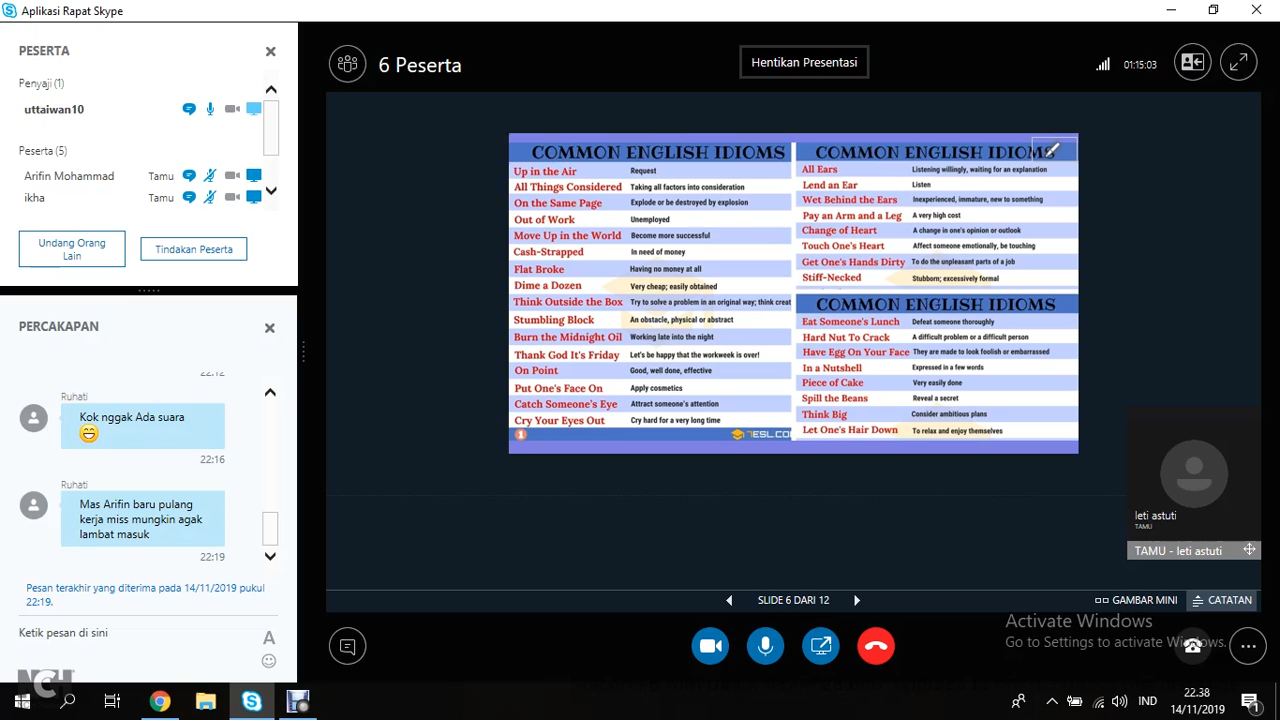 Aplikasi Rapat Skype
PESERTA
Penyaji (1)
uttaiwan10
Peserta (5)
Arifin Mohammad Tamu
ikha Tamu
Undang Orang
Lain
Tindakan Peserta
PERCAKAPAN
22:12
Ruhati
Kok nggak Ada suara
22:16
Ruhati
Mas Arifin baru pulang
kerja miss mungkin agak
lambat masuk
22:19
Pesan terakhir yang diterima pada 14/11/2019 pukul
22:19.
Ketik pesan di sini
A
NCH
6 Peserta
Hentikan Presentasi
01:15:03
COMMON ENGLISH IDIOMS
Up in the Air Request
All Things Considered Taking all factors into consideration
On the Same Page Explode or be destroyed by explosion
Out of Work Unemployed
Move Up in the World Become more successful
Cash-Strapped In need of money
Flat Broke Having no money at all
Dime a Dozen Very cheap; easily obtained
Think Outside the Box Try to solve a problem in an original way; think creat
Stumbling Block An obstacle, physical or abstract
Burn the Midnight Oil Working late into the night
Thank God It's Friday Let's be happy that the workweek is over!
On Point Good, well done, effective
Put One's Face On Apply cosmetics
Catch Someone's Eye Attract someone's attention
Cry Your Eyes Out Cry hard for a very long time
1 7ESL.CO
COMMON ENGLISH IDIOMS
All Ears Listening willingly, waiting for an explanation
Lend an Ear Listen
Wet Behind the Ears Inexperienced, immature, new to something
Pay an Arm and a Leg A very high cost
Change of Heart A change in one's opinion or outlook
Touch One's Heart Affect someone emotionally, be touching
Get One's Hands Dirty To do the unpleasant parts of a job
Stiff-Necked Stubborn; excessively formal
COMMON ENGLISH IDIOMS
Eat Someone's Lunch Defeat someone thoroughly
Hard Nut To Crack A difficult problem or a difficult person
Have Egg On Your Face They are made to look foolish or embarrassed
In a Nutshell Expressed in a few words
Piece of Cake Very easily done
Spill the Beans Reveal a secret
Think Big Consider ambitious plans
Let One's Hair Down To relax and enjoy themselves
leti astuti
TAMU
TAMU - leti astuti
SLIDE 6 DARI 12
GAMBAR MINI
CATATAN
Activate Windows
Go to Settings to activate Windows.
IND
22.38
14/11/2019
1